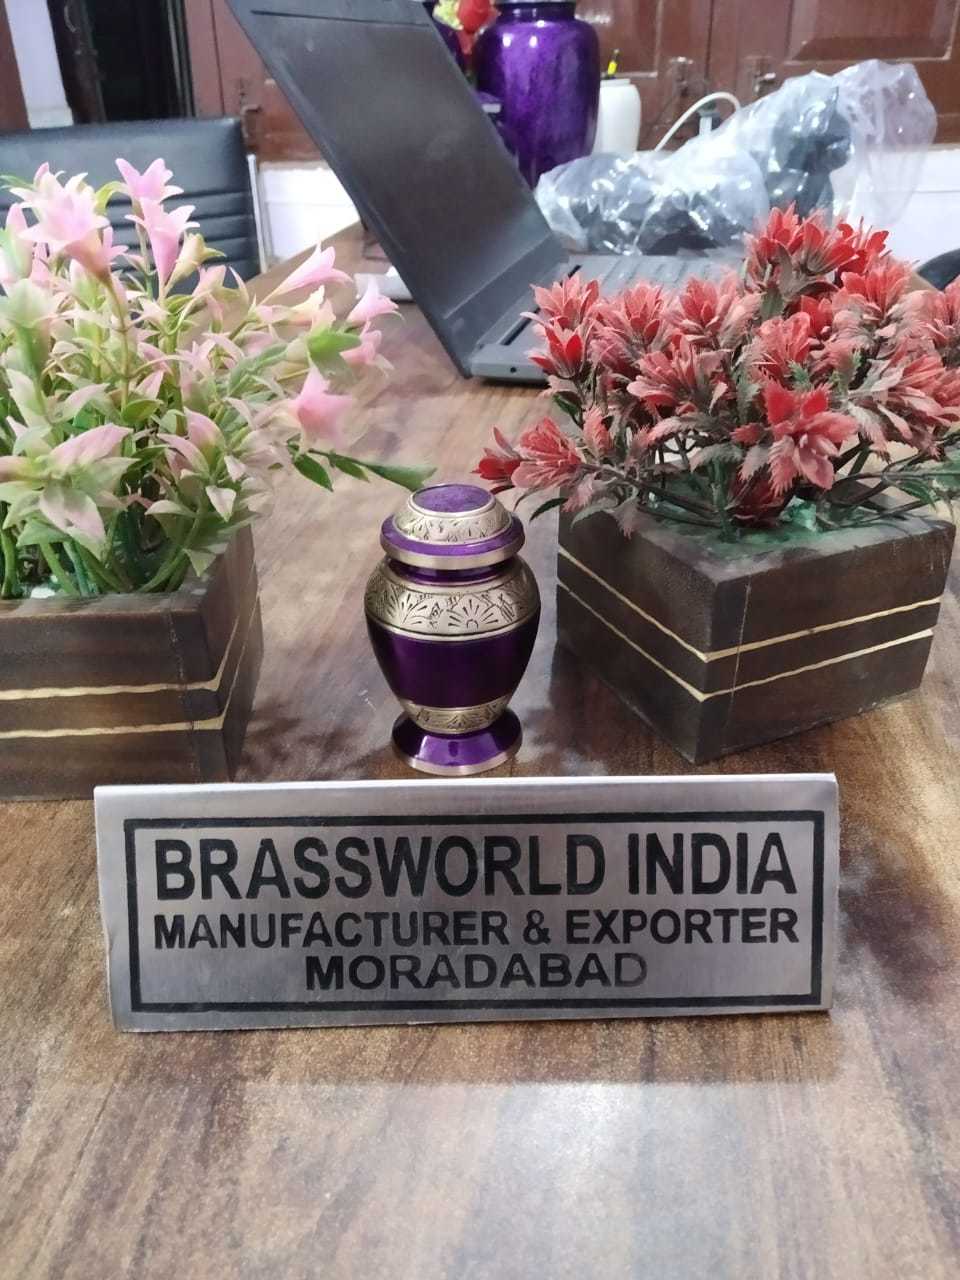 BRASSWORLD INDIA
MANUFACTURER & EXPORTER
MORADABAD